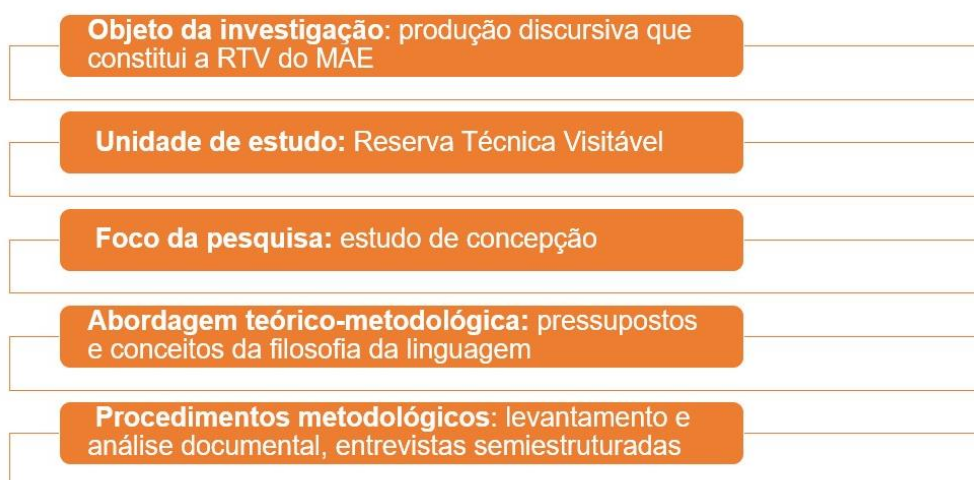 Objeto da investigação: produção discursiva que
constitui a RTV do MAE
Unidade de estudo: Reserva Técnica Visitável
Foco da pesquisa: estudo de concepção
Abordagem teórico-metodológica: pressupostos
e conceitos da filosofia da linguagem
Procedimentos metodológicos: levantamento e
análise documental, entrevistas semiestruturadas